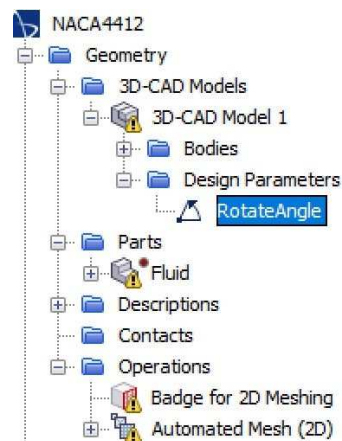 NACA4412
Geometry
3D-CAD Models
3D-CAD Model 1
Bodies
Design Parameters
RotateAngle
Parts
Fluid
Descriptions
Contacts
Operations
Badge for 2D Meshing
Automated Mesh (2D)